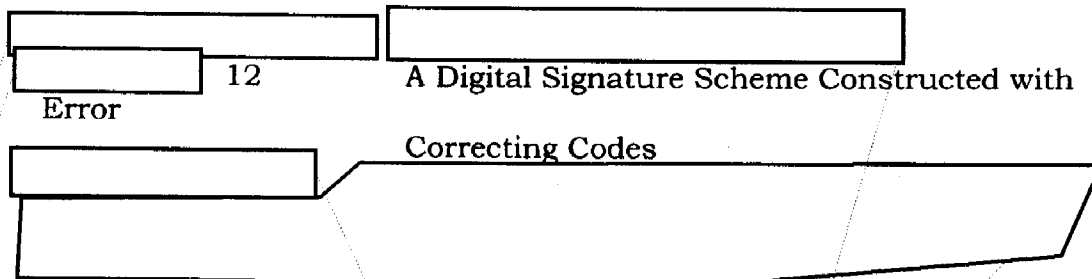 12 A Digital Signature Scheme Constructed with
Error
Correcting Codes